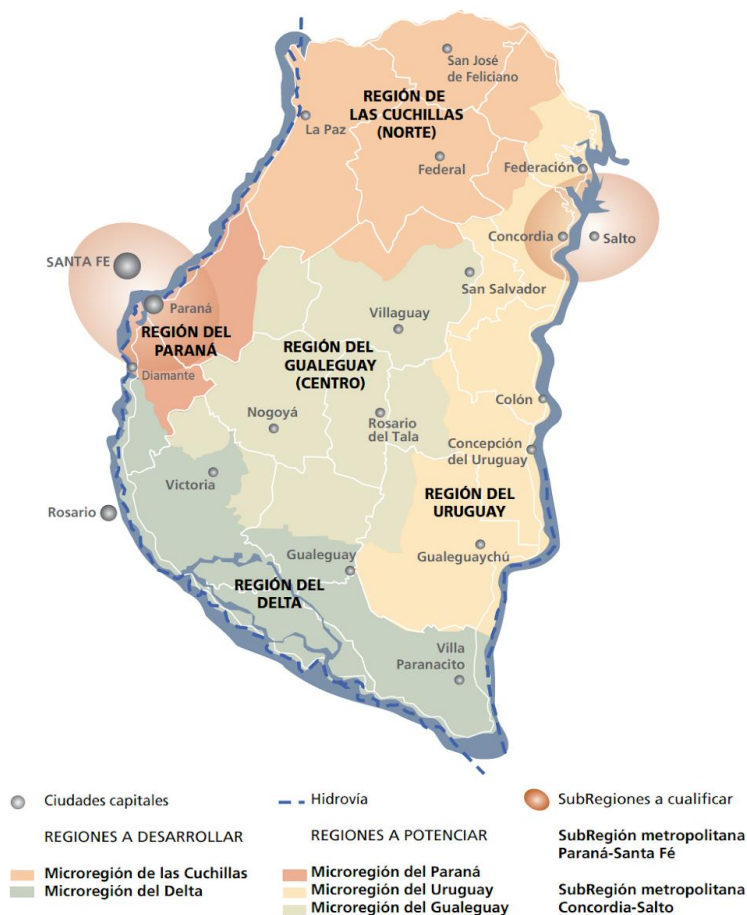 San José
de Feliciano
REGIÓN DE
LAS CUCHILLAS
(NORTE)
La Paz
Federal
Federación
SANTA FE
Concordia
Salto
Paraná
San Salvador
REGIÓN DEL
PARANÁ
Villaguay
REGIÓN DEL
GUALEGUAY
(CENTRO)
Diamante
Nogoyá
Rosario
del Tala
Colón
Concepción
del Uruguay
Victoria
REGIÓN DEL
URUGUAY
Rosario
Gualeguay
Gualeguaychú
REGIÓN DEL
DELTA
Villa
Paranacito
Ciudades capitales
Hidrovía
SubRegiones a cualificar
REGIONES A DESARROLLAR
REGIONES A POTENCIAR
SubRegión metropolitana
Paraná-Santa Fé
Microregión de las Cuchillas
Microregión del Delta
Microregión del Paraná
Microregión del Uruguay
Microregión del Gualeguay
SubRegión metropolitana
Concordia-Salto